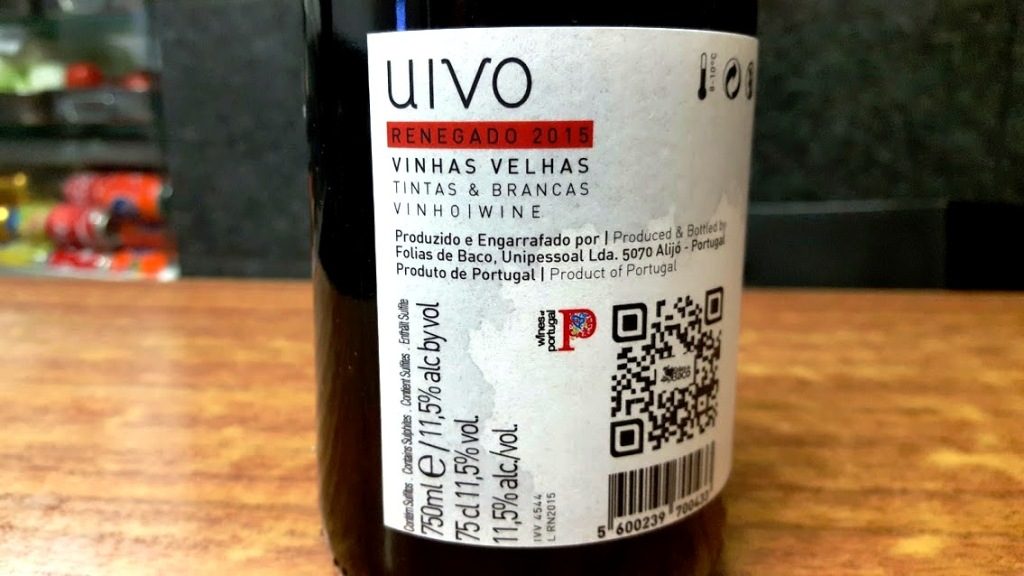 UIVO
RENEGADO 2015
VINHAS VELHAS
TINTAS & BRANCAS
VINHO|WINE
8-10ºC
Produzido e Engarrafado por | Produced & Bottled by
Folias de Baco, Unipessoal Lda. 5070 Alijó - Portugal
Produto de Portugal | Product of Portugal
Contém Sulfitos . Contains Sulphites . Contient Sulfites . Enthält Sulfite
750ml e / 11,5% alc by vol
75 cl 11,5% vol.
11,5% alc./vol.
IVV 4544
L RN2015
wines of
portugal
5 600239 700433